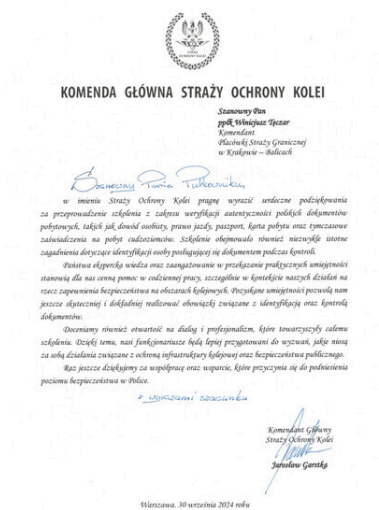 KOMENDA GŁÓWNA STRAŻY OCHRONY KOLEI
Szanowny Pan
ppłk Winicjusz Tęczar
Komendant
Placówki Straży Granicznej
w Krakowie – Balicach
Szanowny Panie Pułkowniku,
w imieniu Straży Ochrony Kolei pragnę wyrazić serdeczne podziękowania
za przeprowadzenie szkolenia z zakresu weryfikacji autentyczności polskich dokumentów
pobytowych, takich jak dowód osobisty, prawo jazdy, paszport, karta pobytu oraz tymczasowe
zaświadczenia na pobyt cudzoziemców. Szkolenie obejmowało również niezwykle istotne
zagadnienia dotyczące identyfikacji osoby posługującej się dokumentem podczas kontroli.
Państwa ekspercka wiedza oraz zaangażowanie w przekazanie praktycznych umiejętności
stanowią dla nas cenną pomoc w codziennej pracy, szczególnie w kontekście naszych działań na
rzecz zapewnienia bezpieczeństwa na obszarach kolejowych. Pozyskane umiejętności pozwolą nam
jeszcze skuteczniej i dokładniej realizować obowiązki związane z identyfikacją oraz kontrolą
dokumentów.
Doceniamy również otwartość na dialog i profesjonalizm, które towarzyszyły całemu
szkoleniu. Dzięki temu, nasi funkcjonariusze będą lepiej przygotowani do wyzwań, jakie niosą
za sobą działania związane z ochroną infrastruktury kolejowej oraz bezpieczeństwa publicznego.
Raz jeszcze dziękujemy za współpracę oraz wsparcie, które przyczynia się do podniesienia
poziomu bezpieczeństwa w Polsce.
z wyrazami szacunku
Komendant Główny
Straży Ochrony Kolei
Jarosław Garstka
Warszawa, 30 września 2024 roku